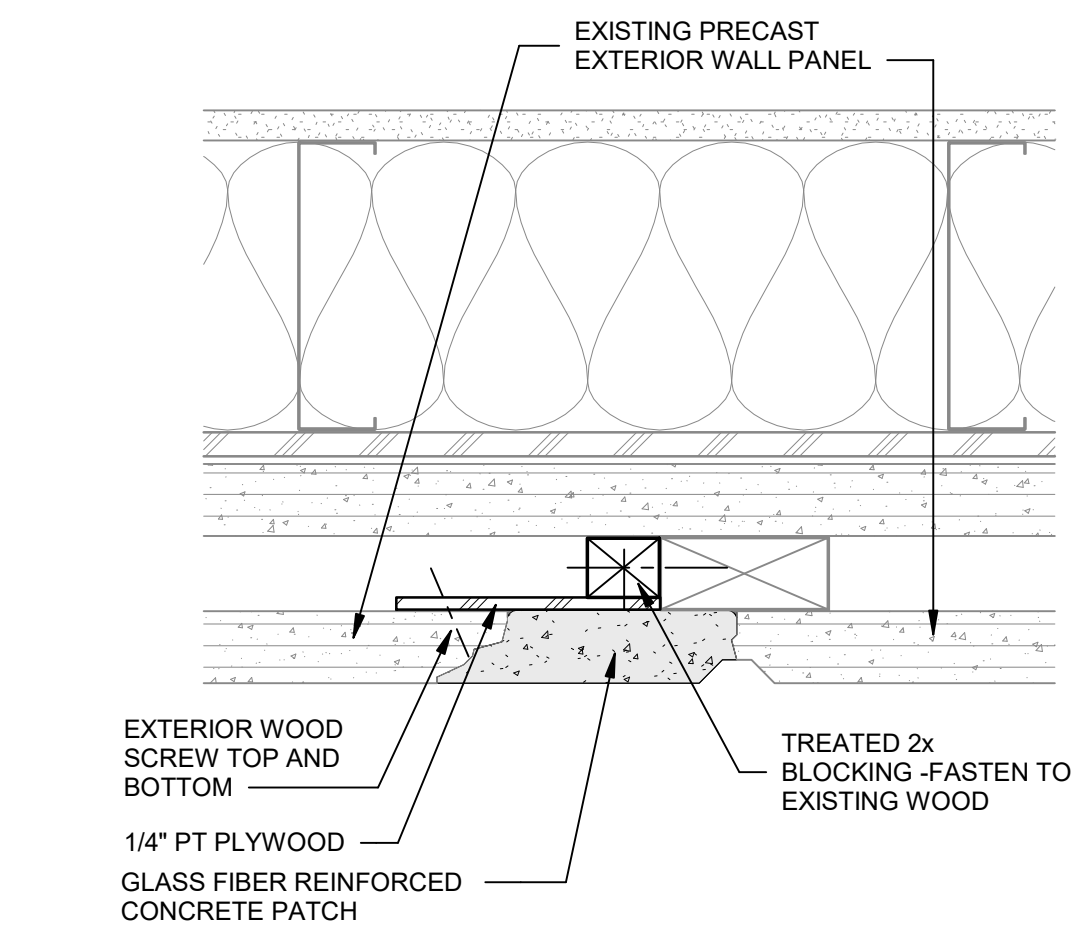 EXISTING PRECAST
EXTERIOR WALL PANEL
EXTERIOR WOOD
SCREW TOP AND
BOTTOM
1/4" PT PLYWOOD
GLASS FIBER REINFORCED
CONCRETE PATCH
TREATED 2x
BLOCKING -FASTEN TO
EXISTING WOOD